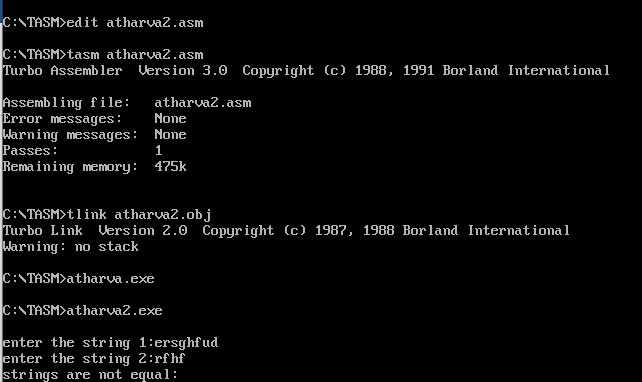 C:\TASM>edit atharva2.asm
C:\TASM>tasm atharva2.asm
Turbo Assembler  Version 3.0  Copyright (c) 1988, 1991 Borland International
Assembling file:   atharva2.asm
Error messages:    None
Warning messages:  None
Passes:            1
Remaining memory:  475k
C:\TASM>tlink atharva2.obj
Turbo Link  Version 2.0  Copyright (c) 1987, 1988 Borland International
Warning: no stack
C:\TASM>atharva.exe
C:\TASM>atharva2.exe
enter the string 1:ersghfud
enter the string 2:rfhf
strings are not equal: